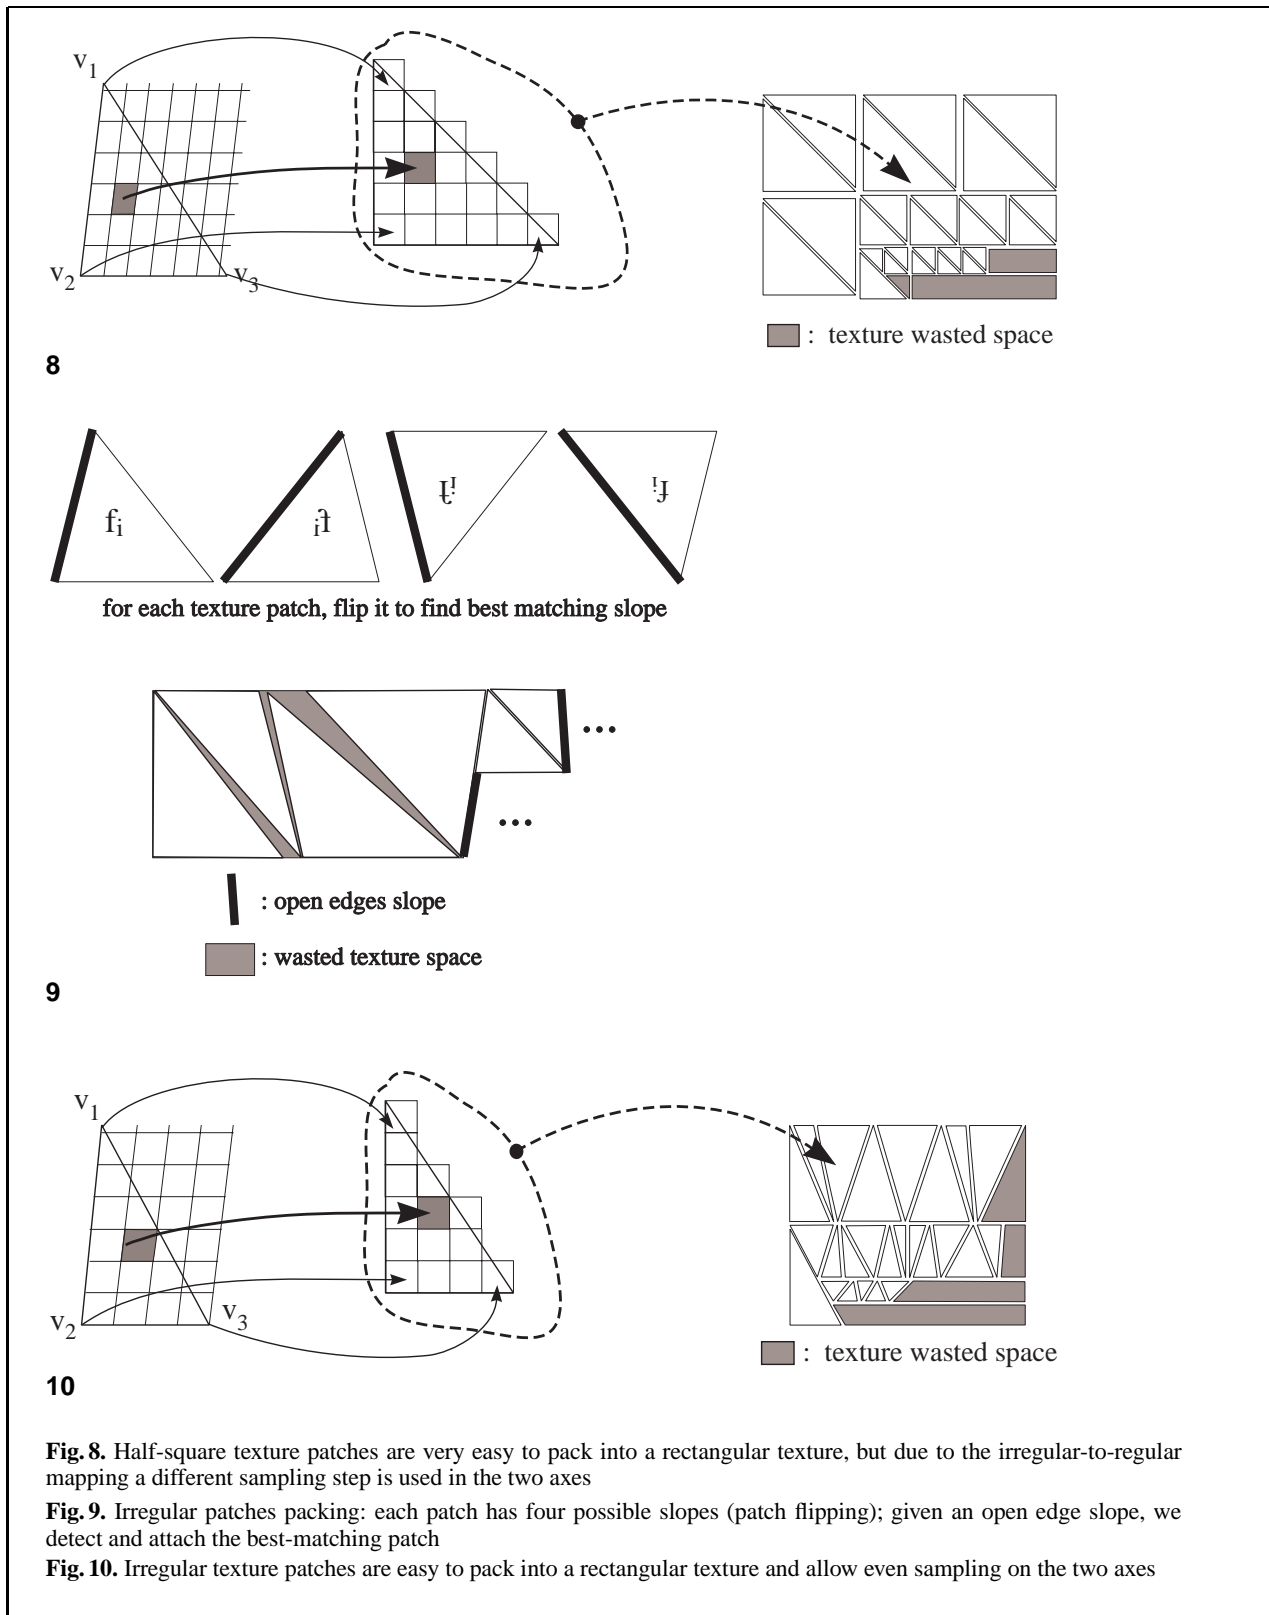 v1
v2
v3
: texture wasted space
8
fi
fi
fi
fi
for each texture patch, flip it to find best matching slope
...
...
: open edges slope
: wasted texture space
9
v1
v2
v3
: texture wasted space
10
Fig. 8. Half-square texture patches are very easy to pack into a rectangular texture, but due to the irregular-to-regular
mapping a different sampling step is used in the two axes
Fig. 9. Irregular patches packing: each patch has four possible slopes (patch flipping); given an open edge slope, we
detect and attach the best-matching patch
Fig. 10. Irregular texture patches are easy to pack into a rectangular texture and allow even sampling on the two axes